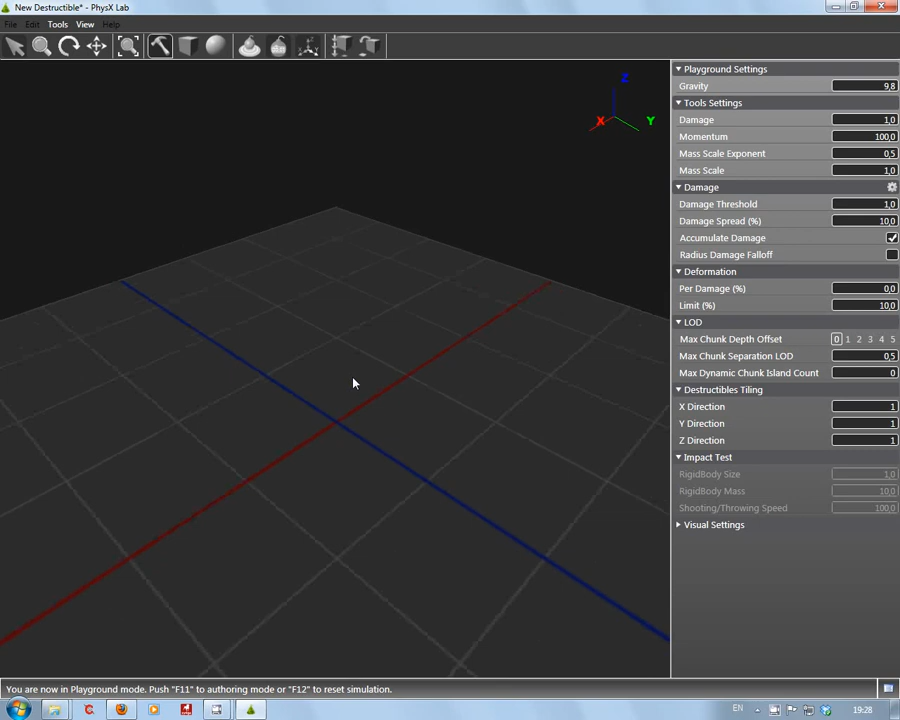 New Destructible* - PhysX Lab
File Edit Tools View Help
Z
X Y
Playground Settings
Gravity 9,8
Tools Settings
Damage 1,0
Momentum 100,0
Mass Scale Exponent 0,5
Mass Scale 1,0
Damage
Damage Threshold 1,0
Damage Spread (%) 10,0
Accumulate Damage
Radius Damage Falloff
Deformation
Per Damage (%) 0,0
Limit (%) 10,0
LOD
Max Chunk Depth Offset 0 1 2 3 4 5
Max Chunk Separation LOD 0,5
Max Dynamic Chunk Island Count 0
Destructibles Tiling
X Direction 1
Y Direction 1
Z Direction 1
Impact Test
RigidBody Size 1,0
RigidBody Mass 10,0
Shooting/Throwing Speed 100,0
Visual Settings
You are now in Playground mode. Push "F11" to authoring mode or "F12" to reset simulation.
EN 19:28